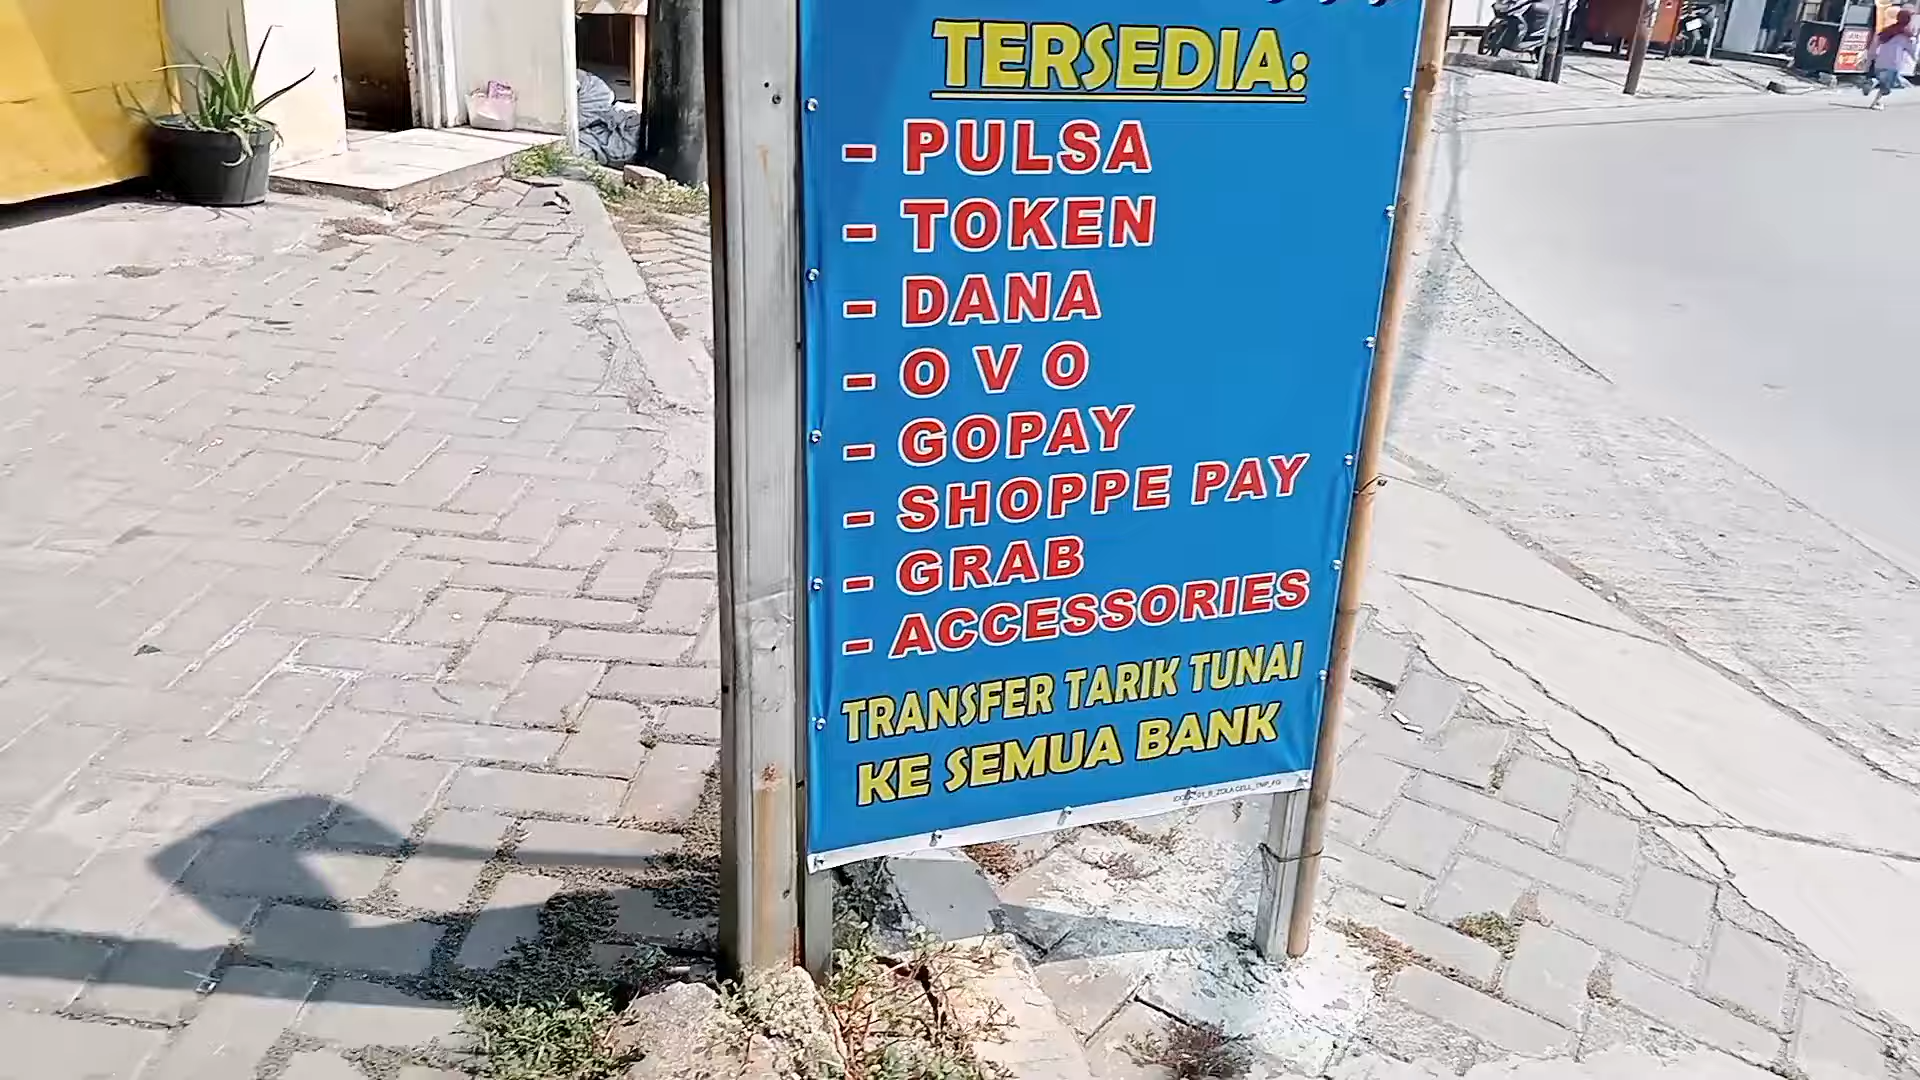 TERSEDIA:
- PULSA
- TOKEN
- DANA
- O V O
- GOPAY
- SHOPPE PAY
- GRAB
- ACCESSORIES
TRANSFER TARIK TUNAI
KE SEMUA BANK